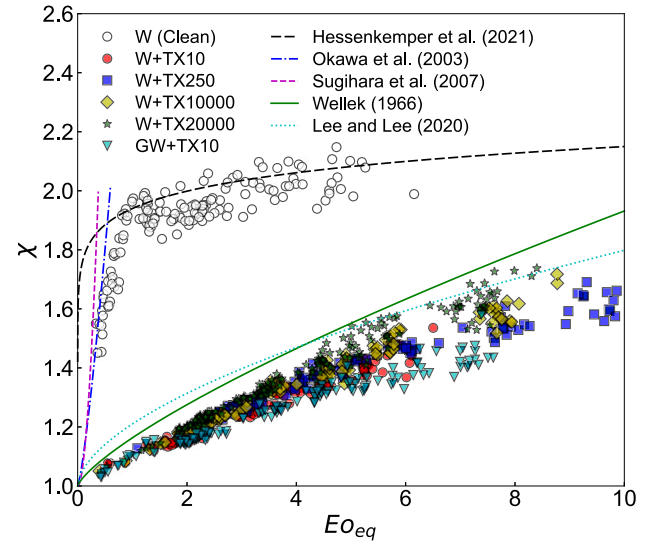 2.6
2.4
2.2
2.0
1.8
1.6
1.4
1.2
1.0
χ
W (Clean)
W+TX10
W+TX250
W+TX10000
W+TX20000
GW+TX10
Hessenkemper et al. (2021)
Okawa et al. (2003)
Sugihara et al. (2007)
Wellek (1966)
Lee and Lee (2020)
0 2 4 6 8 10
Eo_eq